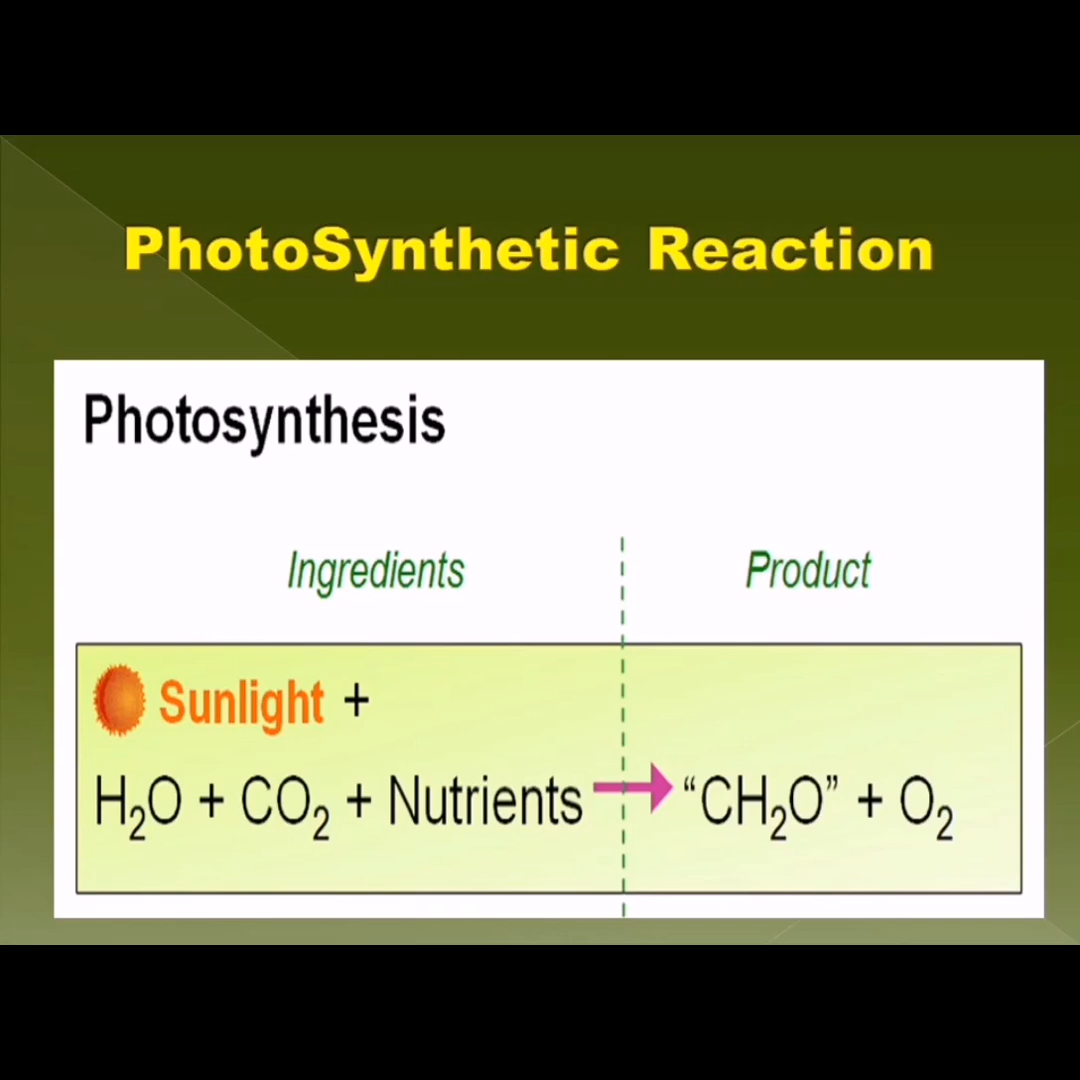 PhotoSynthetic Reaction
Photosynthesis
Ingredients Product
Sunlight +
H₂O + CO₂ + Nutrients → “CH₂O” + O₂